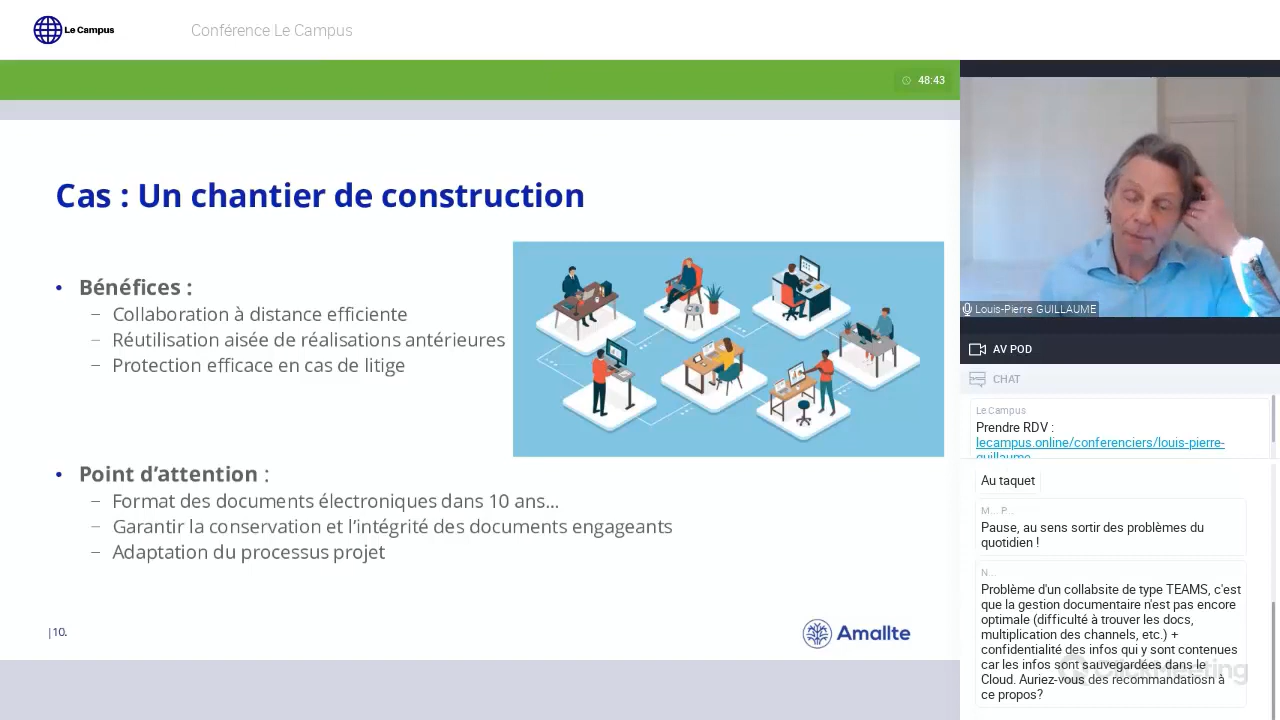 Le Campus
Conférence Le Campus
48:43
Cas : Un chantier de construction
• Bénéfices :
– Collaboration à distance efficiente
– Réutilisation aisée de réalisations antérieures
– Protection efficace en cas de litige
• Point d’attention :
– Format des documents électroniques dans 10 ans…
– Garantir la conservation et l’intégrité des documents engageants
– Adaptation du processus projet
|10.
Amallte
Louis-Pierre GUILLAUME
AV POD
CHAT
Le Campus
Prendre RDV :
lecampus.online/conferenciers/louis-pierre-
guillaume
Au taquet
M... P...
Pause, au sens sortir des problèmes du
quotidien !
N...
Problème d'un collabsite de type TEAMS, c'est
que la gestion documentaire n'est pas encore
optimale (difficulté à trouver les docs,
multiplication des channels, etc.) +
confidentialité des infos qui y sont contenues
car les infos sont sauvegardées dans le
Cloud. Auriez-vous des recommandatiosn à
ce propos?
ClickMeeting